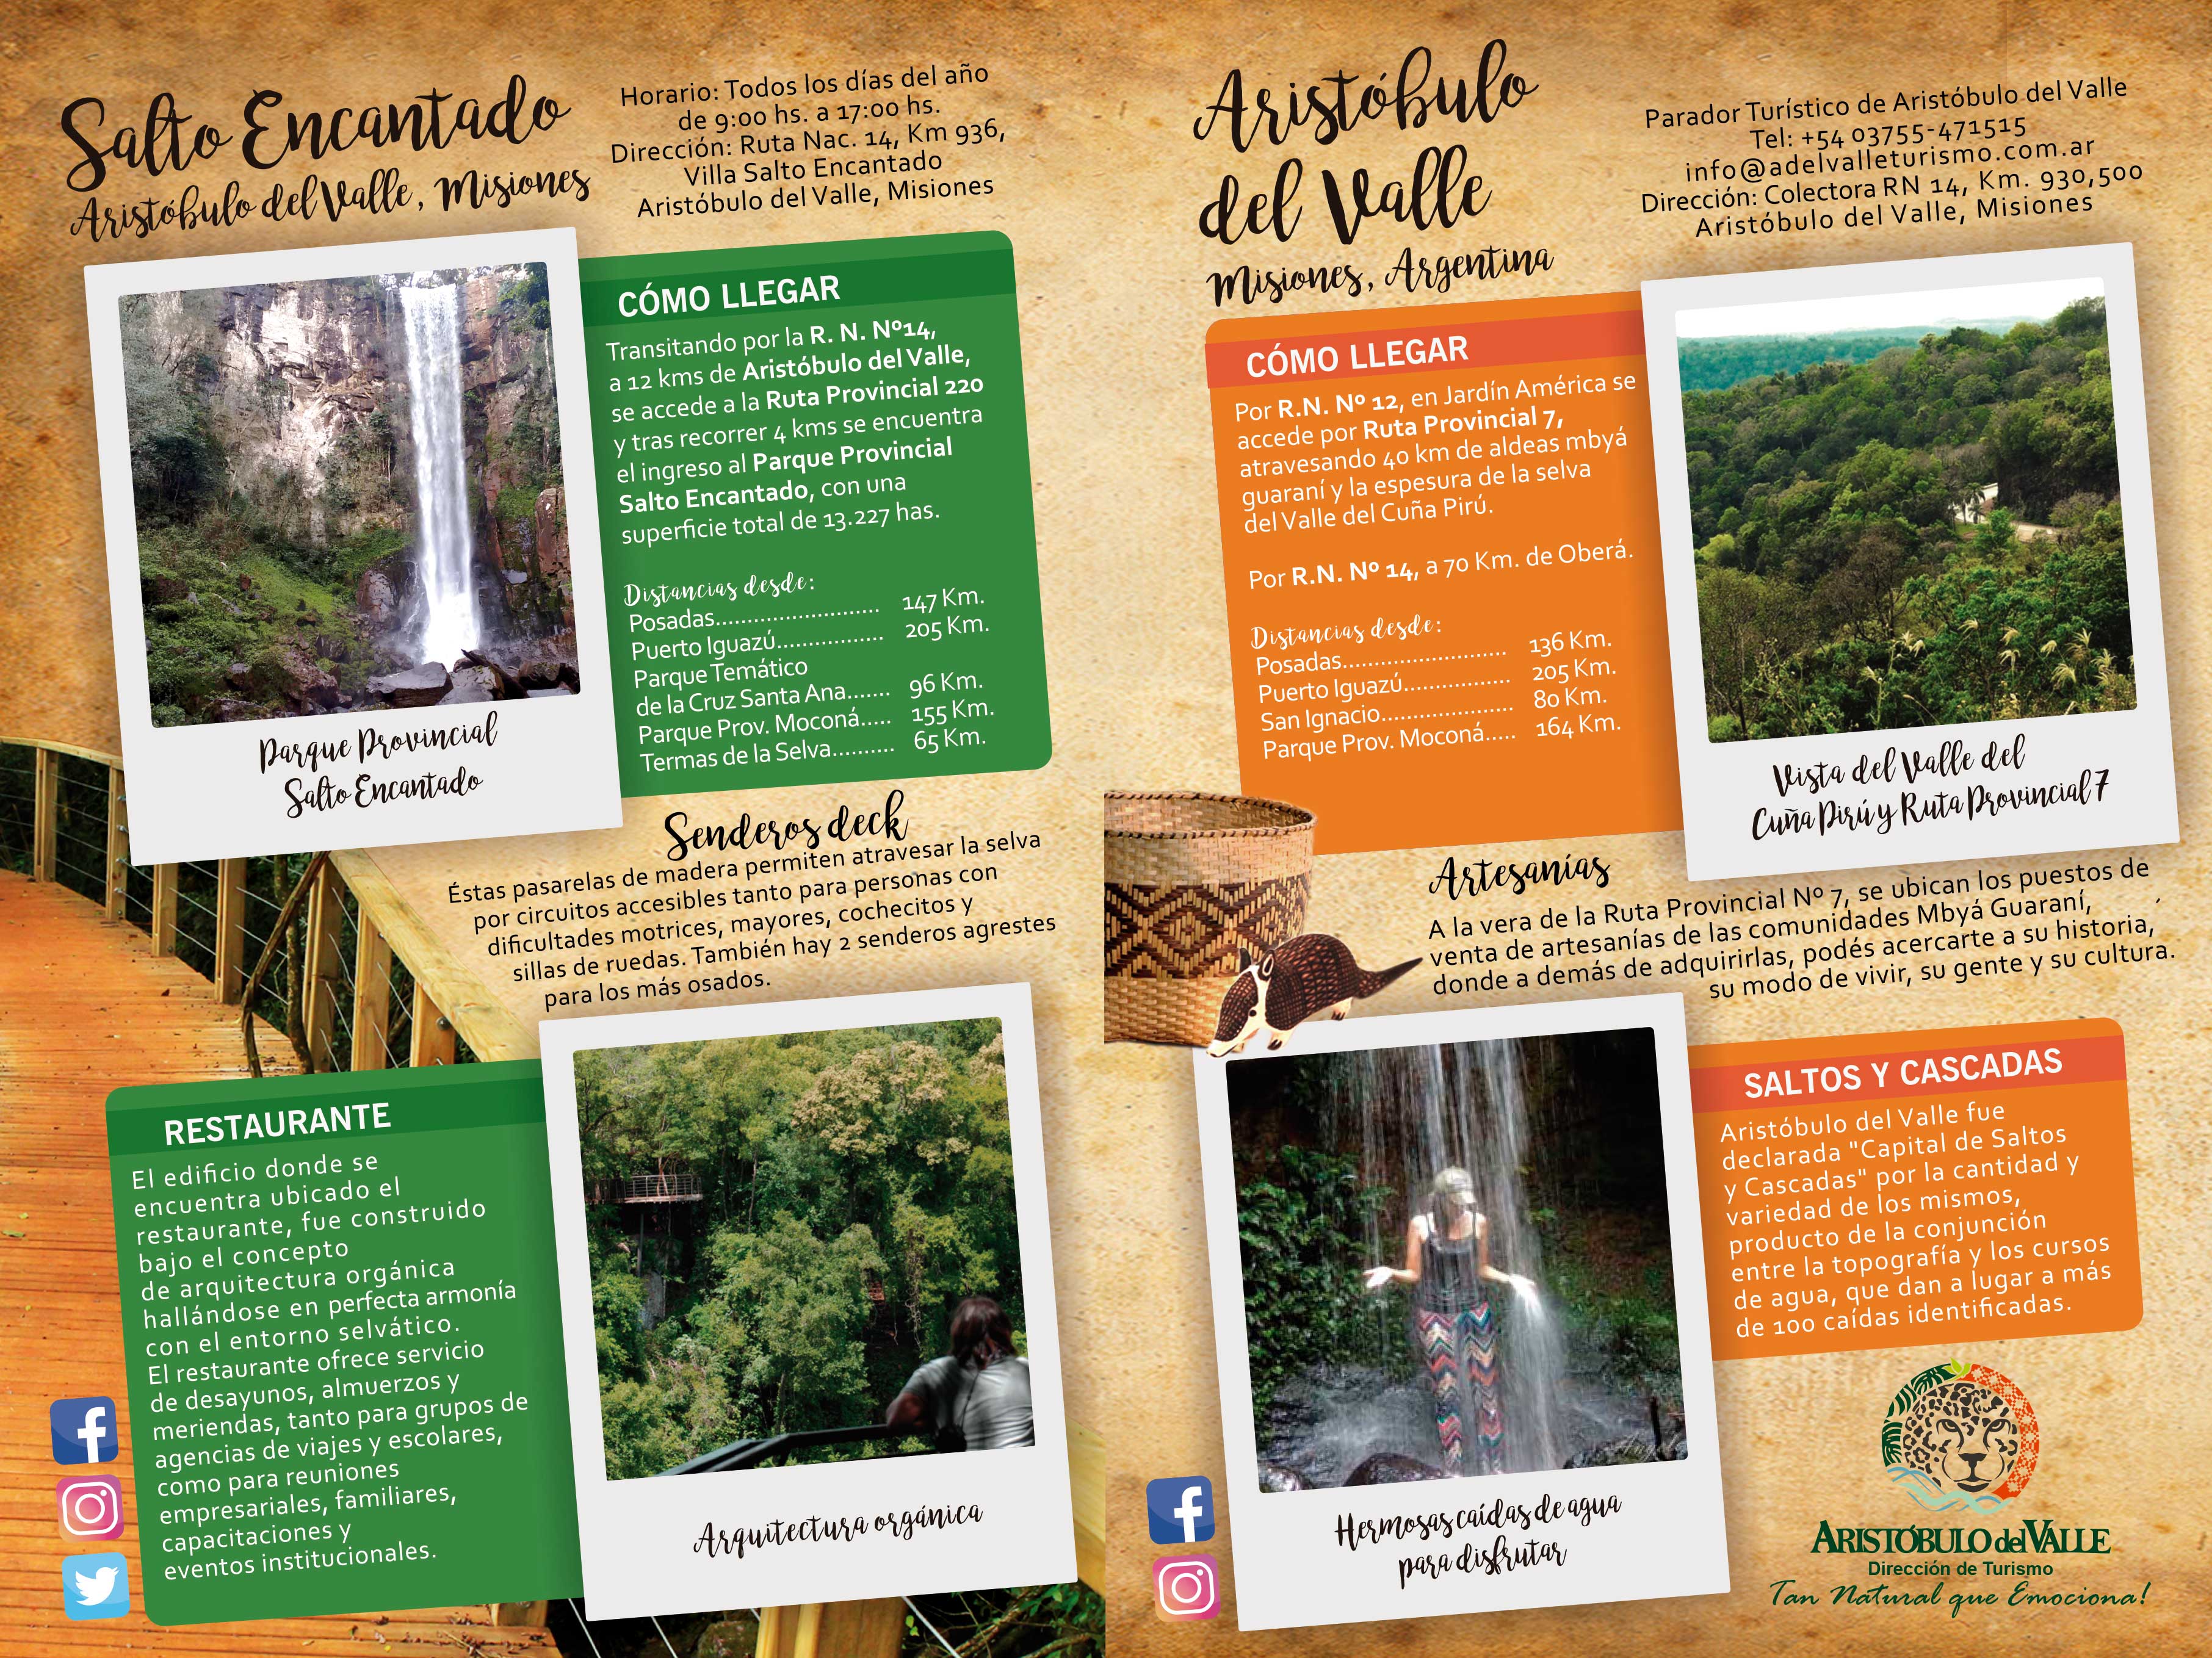 Salto Encantado
Aristóbulo del Valle, Misiones
Horario: Todos los días del año
de 9:00 hs. a 17:00 hs.
Dirección: Ruta Nac. 14, Km 936,
Villa Salto Encantado
Aristóbulo del Valle, Misiones
CÓMO LLEGAR
Transitando por la R. N. Nº14,
a 12 kms de Aristóbulo del Valle,
se accede a la Ruta Provincial 220
y tras recorrer 4 kms se encuentra
el ingreso al Parque Provincial
Salto Encantado, con una
superficie total de 13.227 has.
Distancias desde:
Posadas.......................... 147 Km.
Puerto Iguazú................. 205 Km.
Parque Temático
de la Cruz Santa Ana....... 96 Km.
Parque Prov. Moconá..... 155 Km.
Termas de la Selva.......... 65 Km.
Parque Provincial
Salto Encantado
Senderos deck
Éstas pasarelas de madera permiten atravesar la selva
por circuitos accesibles tanto para personas con
dificultades motrices, mayores, cochecitos y
sillas de ruedas. También hay 2 senderos agrestes
para los más osados.
RESTAURANTE
El edificio donde se
encuentra ubicado el
restaurante, fue construido
bajo el concepto
de arquitectura orgánica
hallándose en perfecta armonía
con el entorno selvático.
El restaurante ofrece servicio
de desayunos, almuerzos y
meriendas, tanto para grupos de
agencias de viajes y escolares,
como para reuniones
empresariales, familiares,
capacitaciones y
eventos institucionales.
Arquitectura orgánica
Aristóbulo
del Valle
Misiones, Argentina
Parador Turístico de Aristóbulo del Valle
Tel: +54 03755-471515
info@adelvalleturismo.com.ar
Dirección: Colectora RN 14, Km. 930,500
Aristóbulo del Valle, Misiones
CÓMO LLEGAR
Por R.N. Nº 12, en Jardín América se
accede por Ruta Provincial 7,
atravesando 40 km de aldeas mbyá
guaraní y la espesura de la selva
del Valle del Cuña Pirú.
Por R.N. Nº 14, a 70 Km. de Oberá.
Distancias desde:
Posadas.......................... 136 Km.
Puerto Iguazú................. 205 Km.
San Ignacio..................... 80 Km.
Parque Prov. Moconá..... 164 Km.
Vista del Valle del
Cuña Pirú y Ruta Provincial 7
Artesanías
A la vera de la Ruta Provincial Nº 7, se ubican los puestos de
venta de artesanías de las comunidades Mbyá Guaraní,
donde a demás de adquirirlas, podés acercarte a su historia,
su modo de vivir, su gente y su cultura.
SALTOS Y CASCADAS
Aristóbulo del Valle fue
declarada "Capital de Saltos
y Cascadas" por la cantidad y
variedad de los mismos,
producto de la conjunción
entre la topografía y los cursos
de agua, que dan a lugar a más
de 100 caídas identificadas.
Hermosas caídas de agua
para disfrutar
ARISTÓBULO del VALLE
Dirección de Turismo
Tan Natural que Emociona!